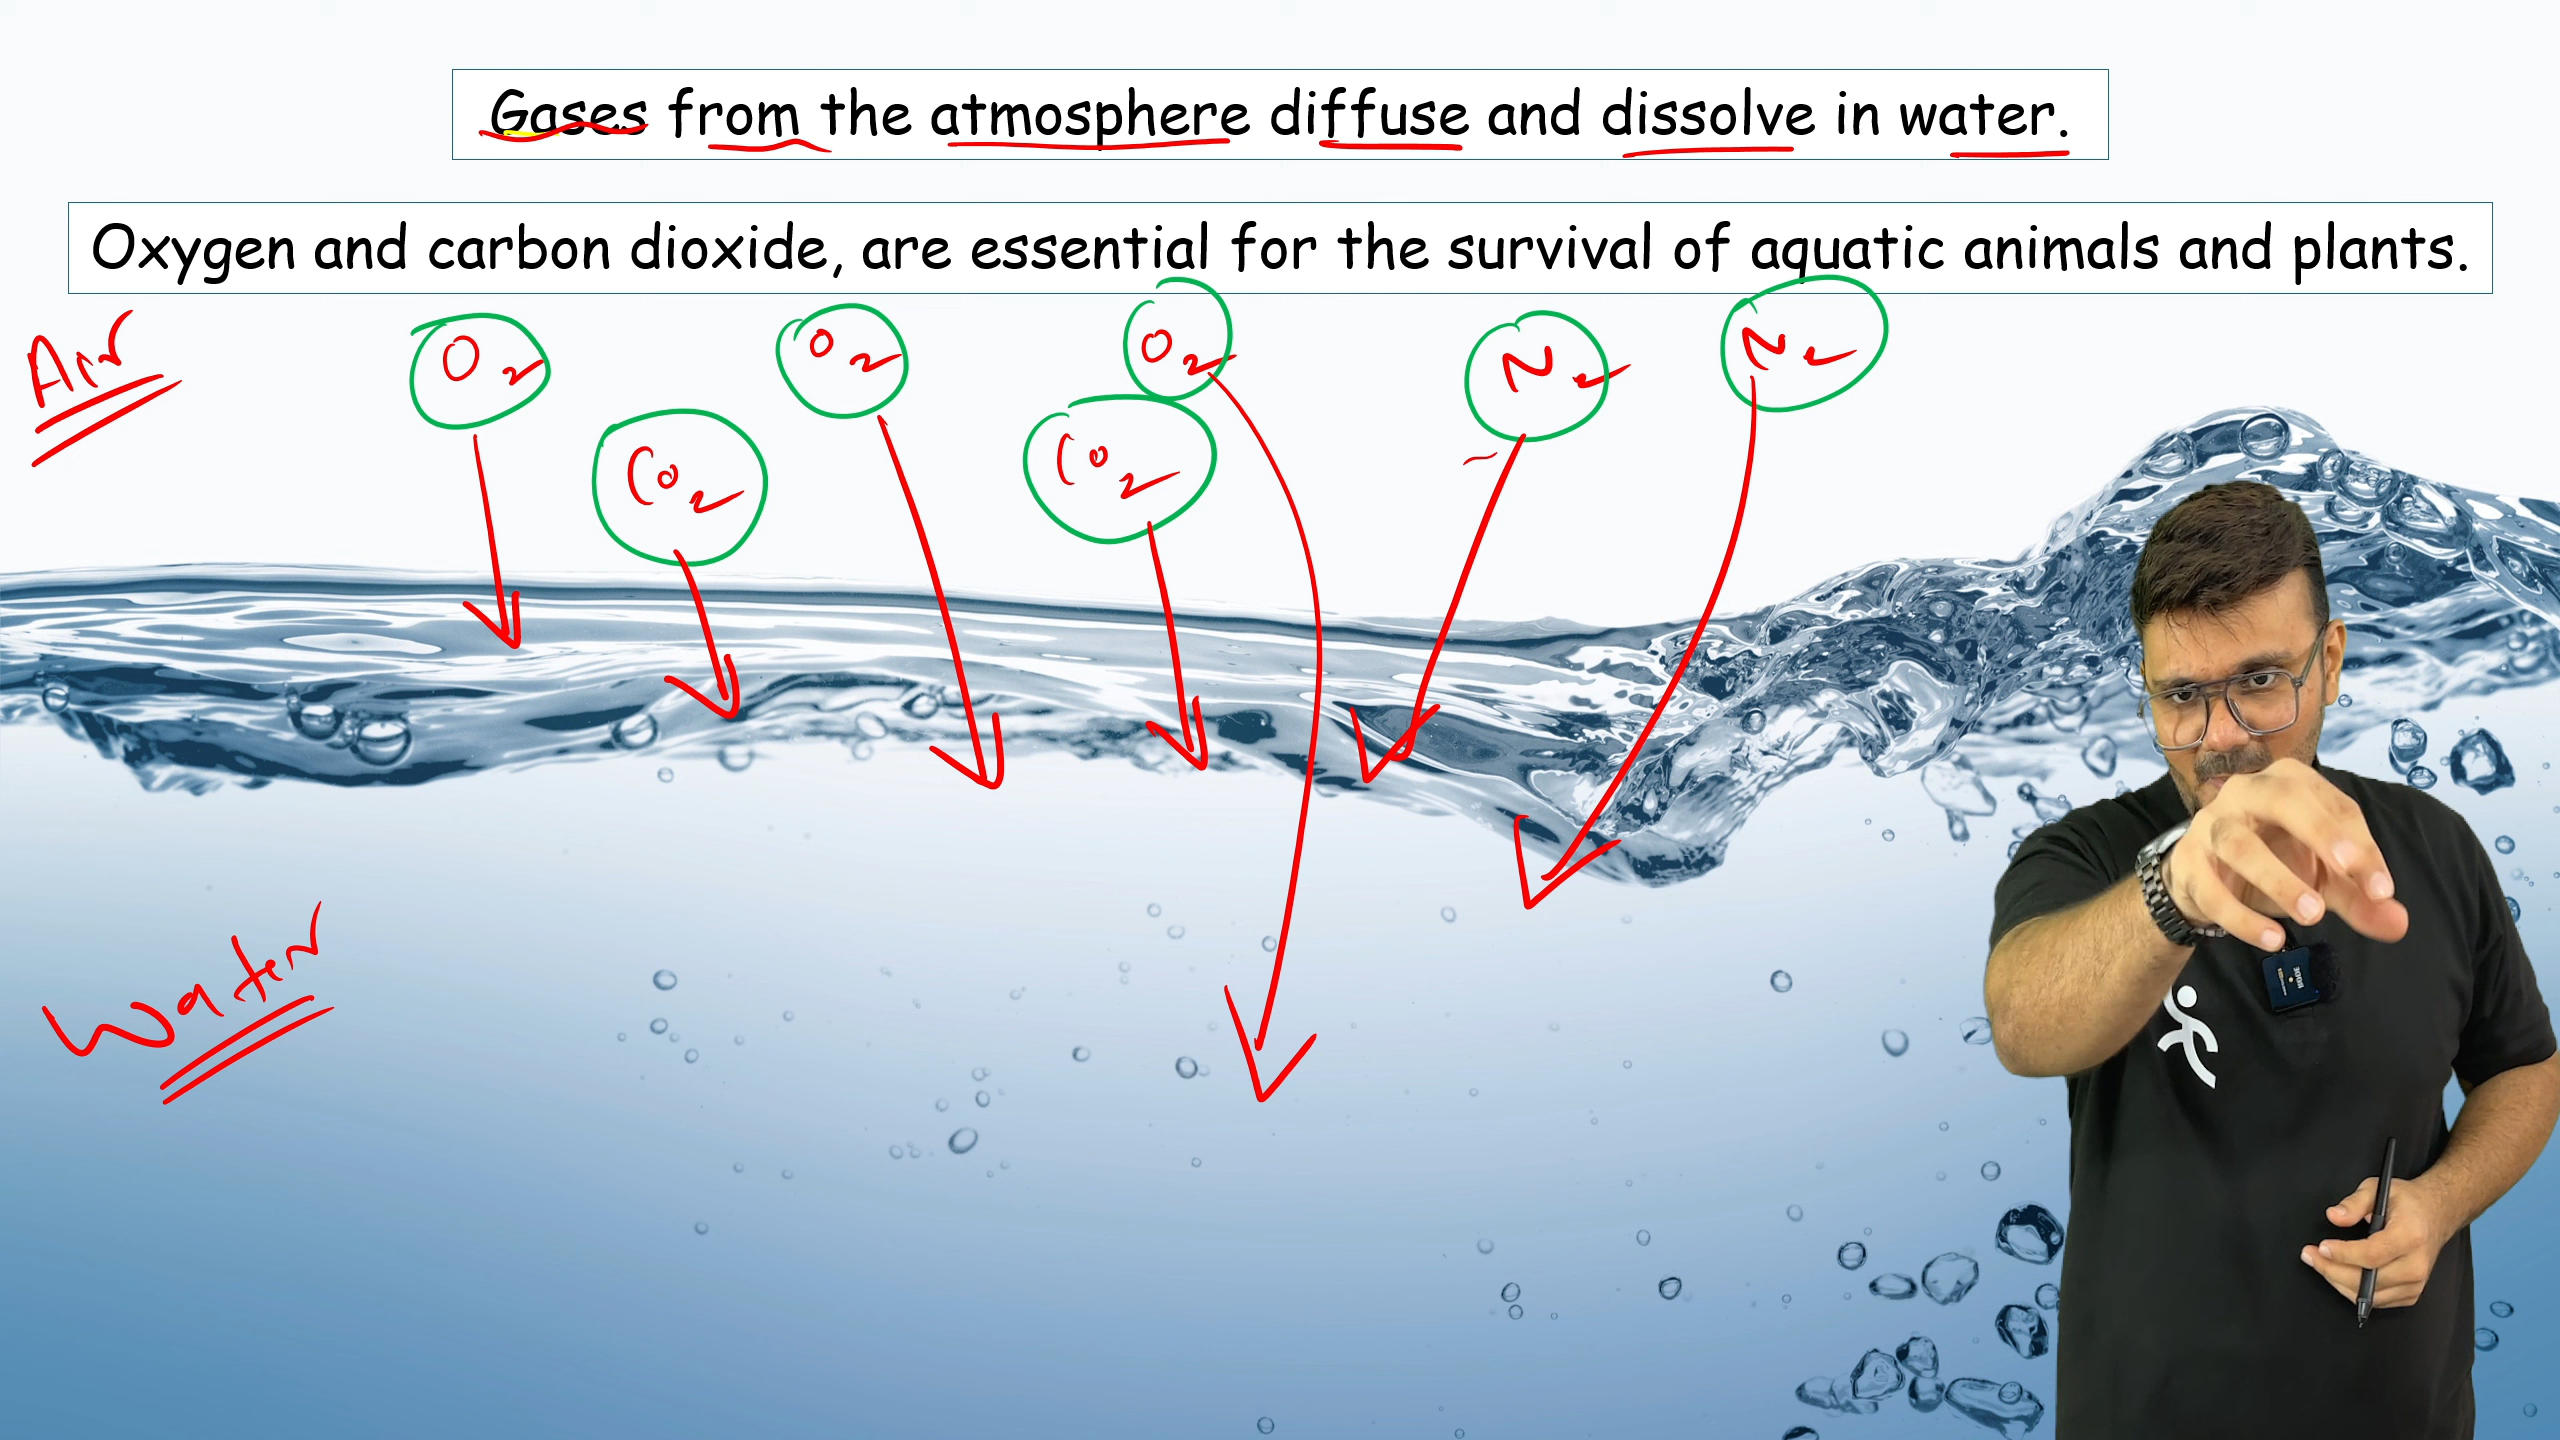 Gases from the atmosphere diffuse and dissolve in water.
Oxygen and carbon dioxide, are essential for the survival of aquatic animals and plants.
Air
O2 O2 O2 N2 N2
CO2 CO2
Water
RODE